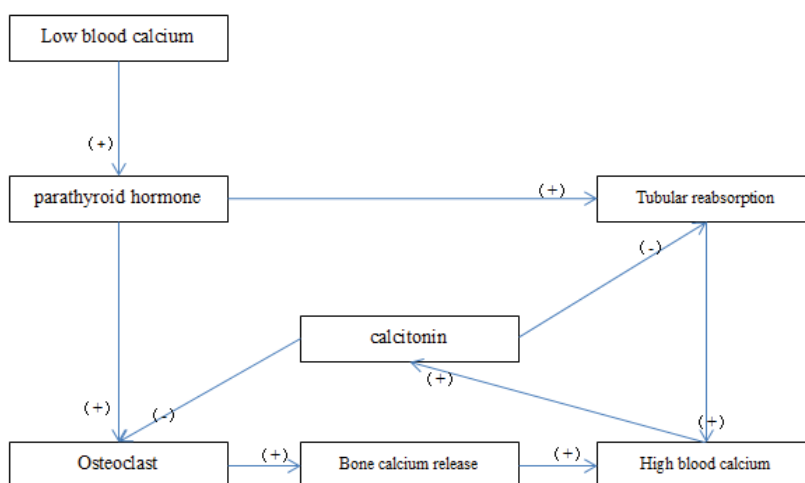 Low blood calcium
(+)
parathyroid hormone
(+)
Tubular reabsorption
(-)
calcitonin
(+)
(+)
(-)
(+)
Osteoclast
(+)
Bone calcium release
(+)
High blood calcium